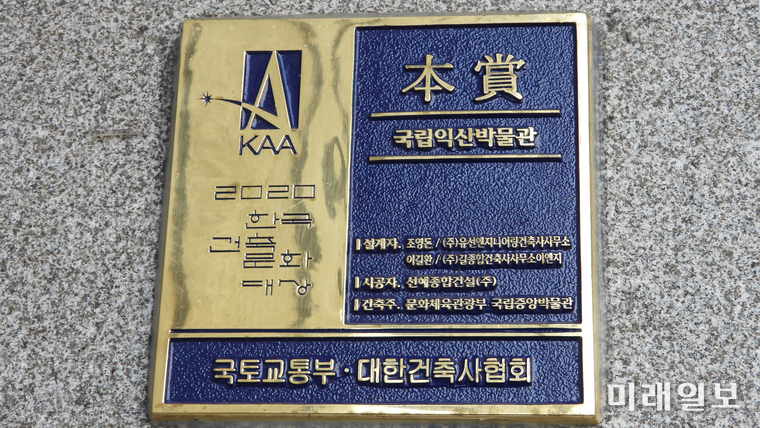 KAA
2020
한국
건축
문화
대상
本賞
국립익산박물관
설계자. 조영돈 / (주)유선엔지니어링건축사사무소
이길환 / (주)길종합건축사사무소이엔지
시공자. 선예종합건설(주)
건축주. 문화체육관광부 국립중앙박물관
국토교통부 · 대한건축사협회
미래일보